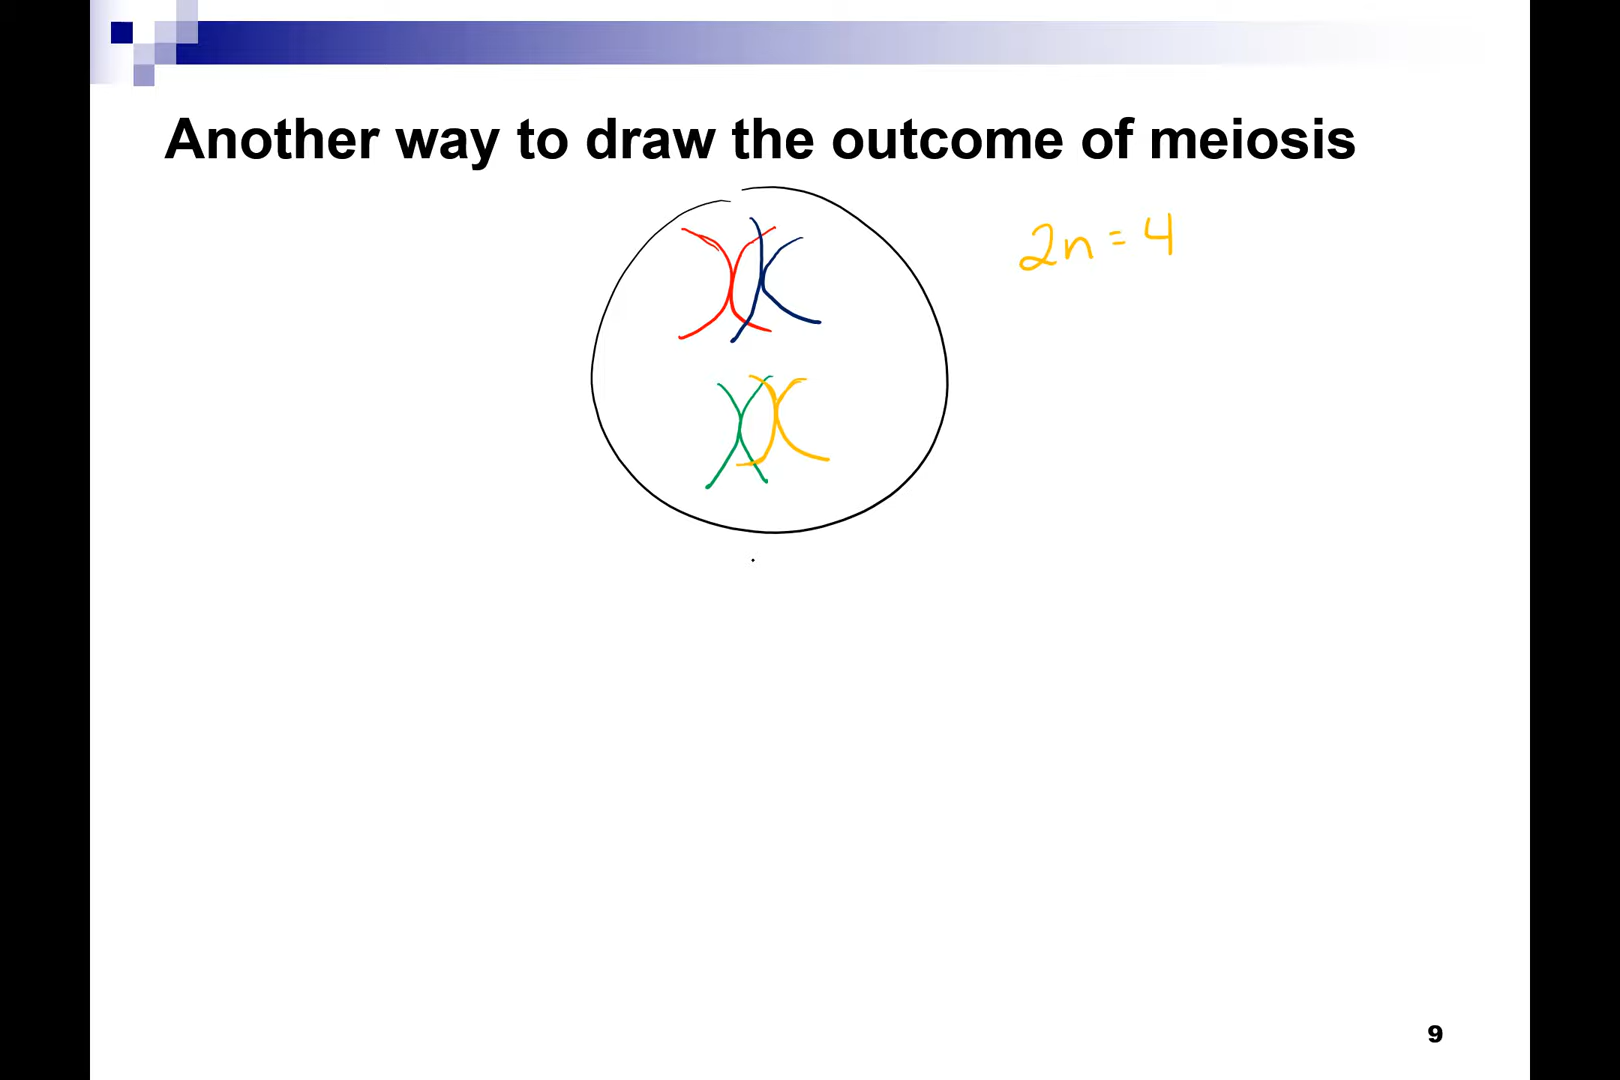 Another way to draw the outcome of meiosis
2n = 4
9